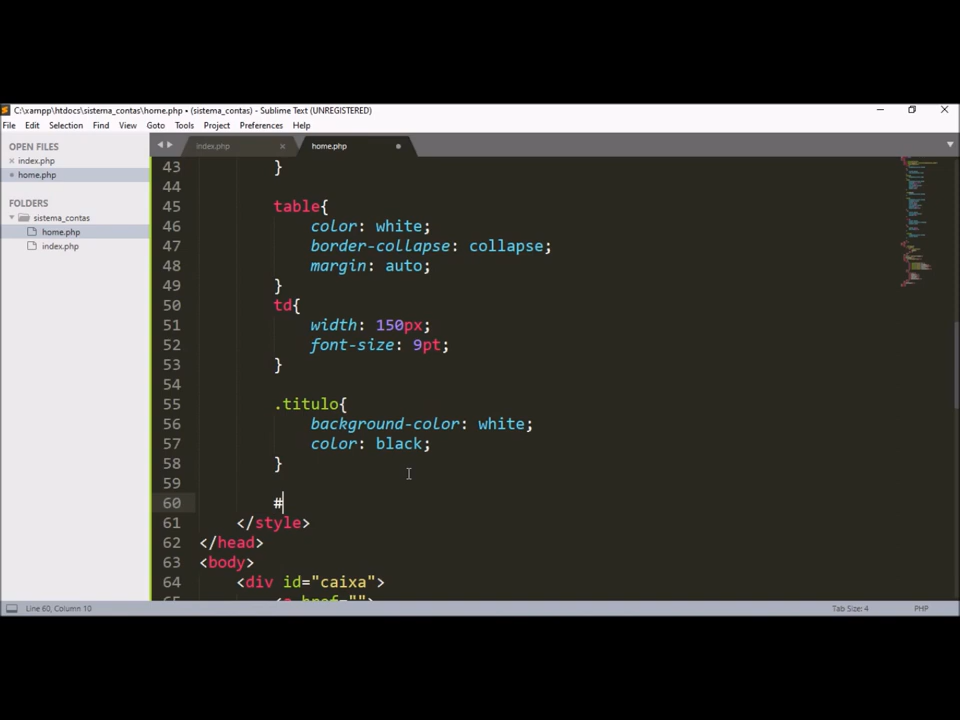 C:\xampp\htdocs\sistema_contas\home.php • (sistema_contas) - Sublime Text (UNREGISTERED)
File Edit Selection Find View Goto Tools Project Preferences Help
OPEN FILES
index.php
home.php
FOLDERS
sistema_contas
home.php
index.php
index.php
home.php
43 }
44
45 table{
46 color: white;
47 border-collapse: collapse;
48 margin: auto;
49 }
50 td{
51 width: 150px;
52 font-size: 9pt;
53 }
54
55 .titulo{
56 background-color: white;
57 color: black;
58 }
59
60 #
61 </style>
62 </head>
63 <body>
64 <div id="caixa">
65 <a href="">
Line 60, Column 10
Tab Size: 4
PHP